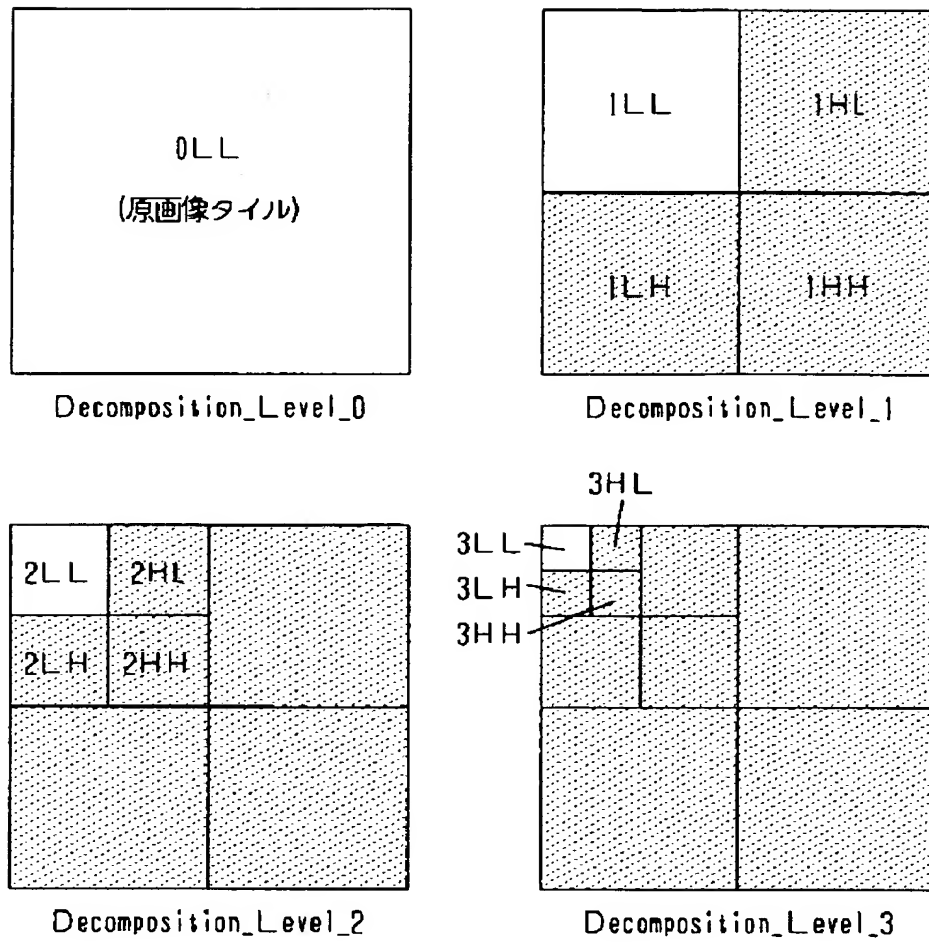 0LL
(原画像タイル)
Decomposition_Level_0
1LL 1HL
1LH 1HH
Decomposition_Level_1
2LL 2HL
2LH 2HH
Decomposition_Level_2
3HL
3LL
3LH
3HH
Decomposition_Level_3